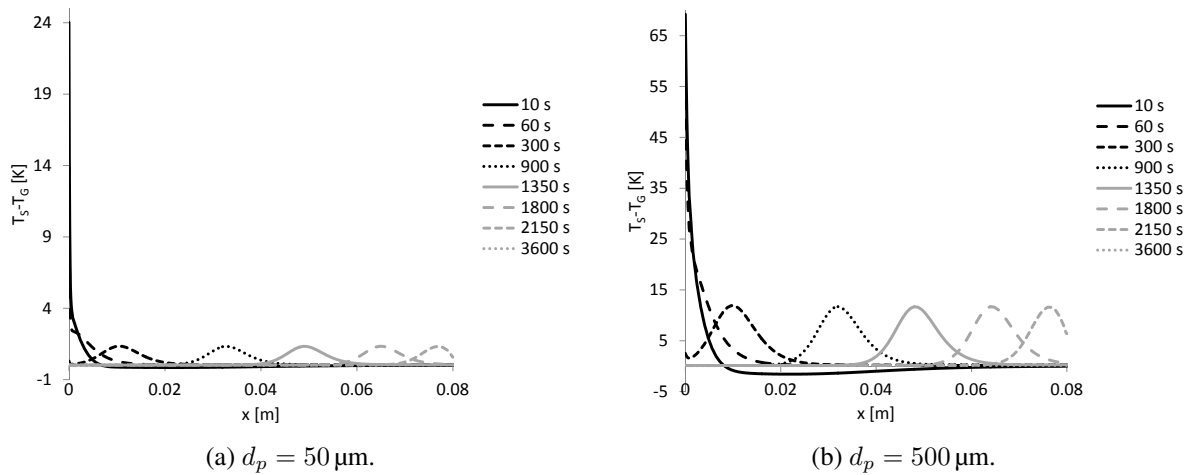 24
19
14
9
4
-1
T_S-T_G [K]
0
0.02
0.04
0.06
0.08
x [m]
10 s
60 s
300 s
900 s
1350 s
1800 s
2150 s
3600 s
(a) d_p = 50 µm.
65
55
45
35
25
15
5
-5
T_S-T_G [K]
0
0.02
0.04
0.06
0.08
x [m]
10 s
60 s
300 s
900 s
1350 s
1800 s
2150 s
3600 s
(b) d_p = 500 µm.